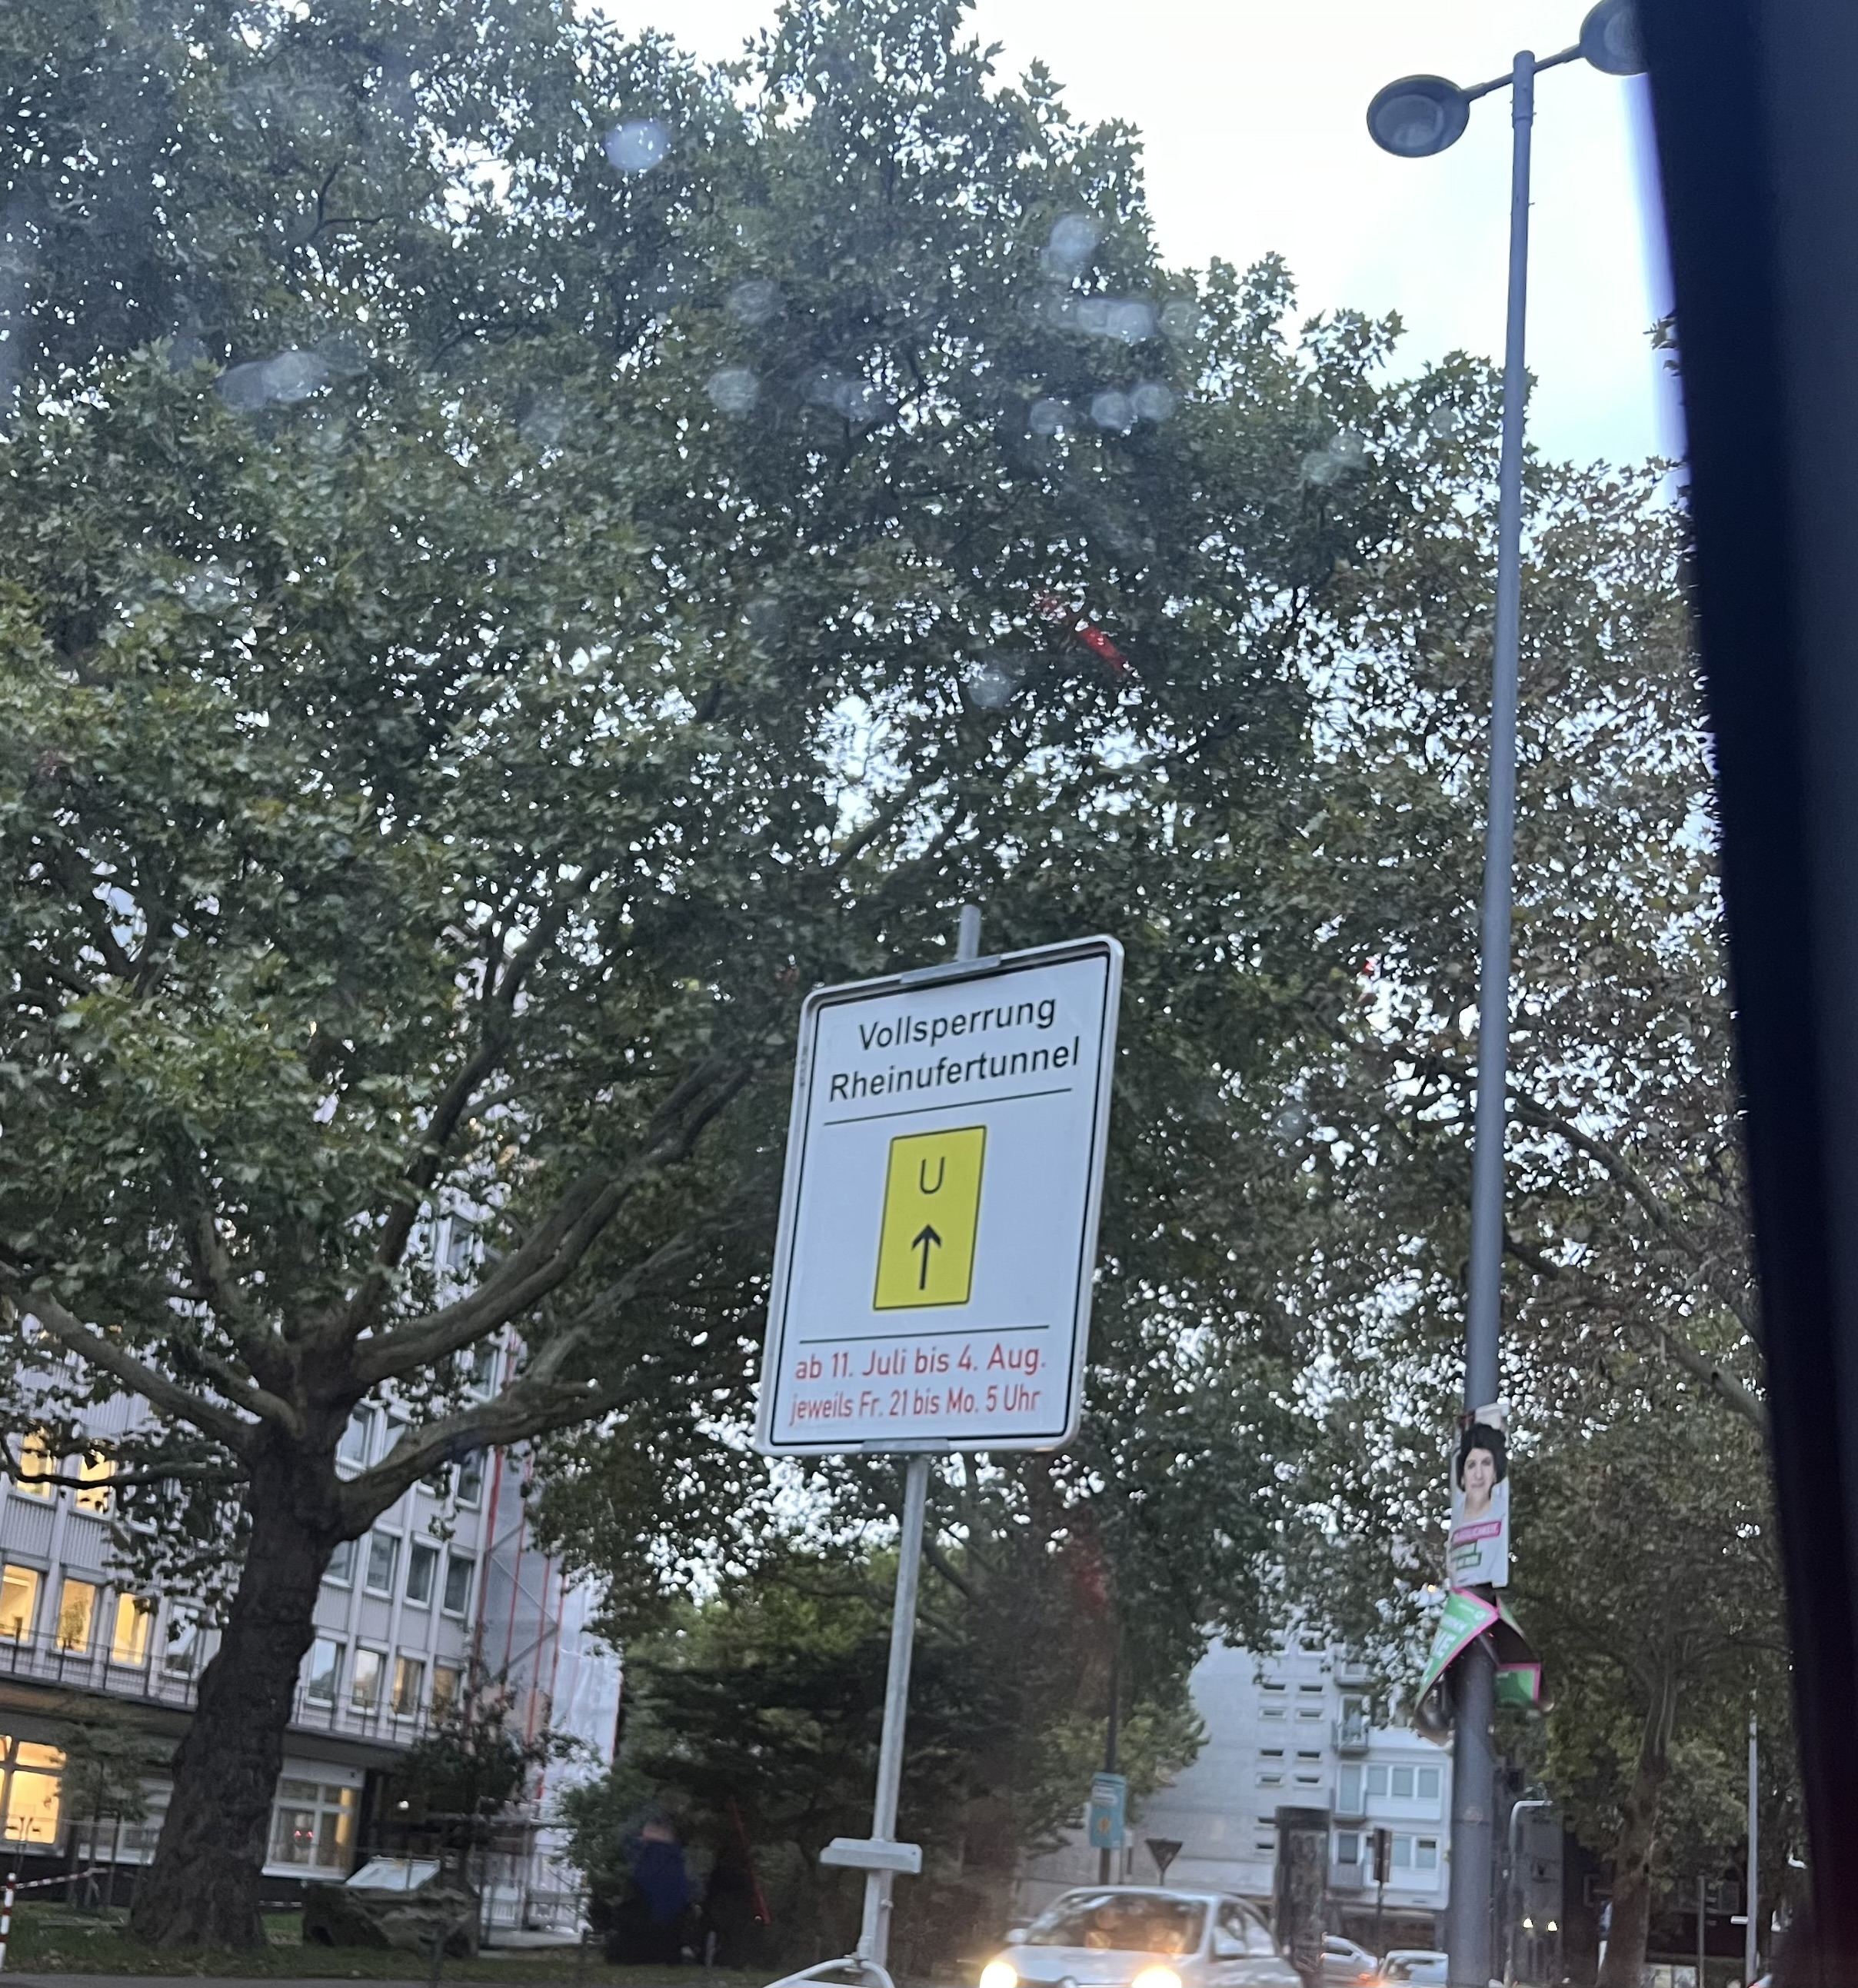 Vollsperrung
Rheinufertunnel
U
ab 11. Juli bis 4. Aug.
jeweils Fr. 21 bis Mo. 5 Uhr